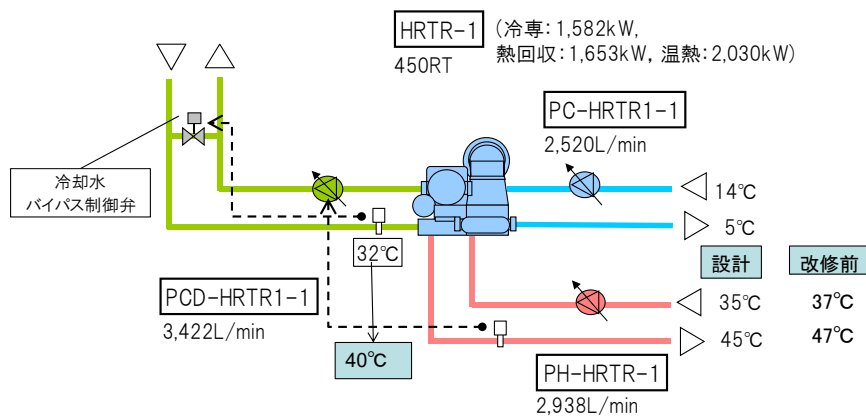 HRTR-1
(冷専：1,582kW,
熱回収：1,653kW, 温熱：2,030kW)
450RT
PC-HRTR1-1
2,520L/min
冷却水
バイパス制御弁
14℃
5℃
32℃
設計
改修前
PCD-HRTR1-1
3,422L/min
35℃
37℃
45℃
47℃
40℃
PH-HRTR-1
2,938L/min